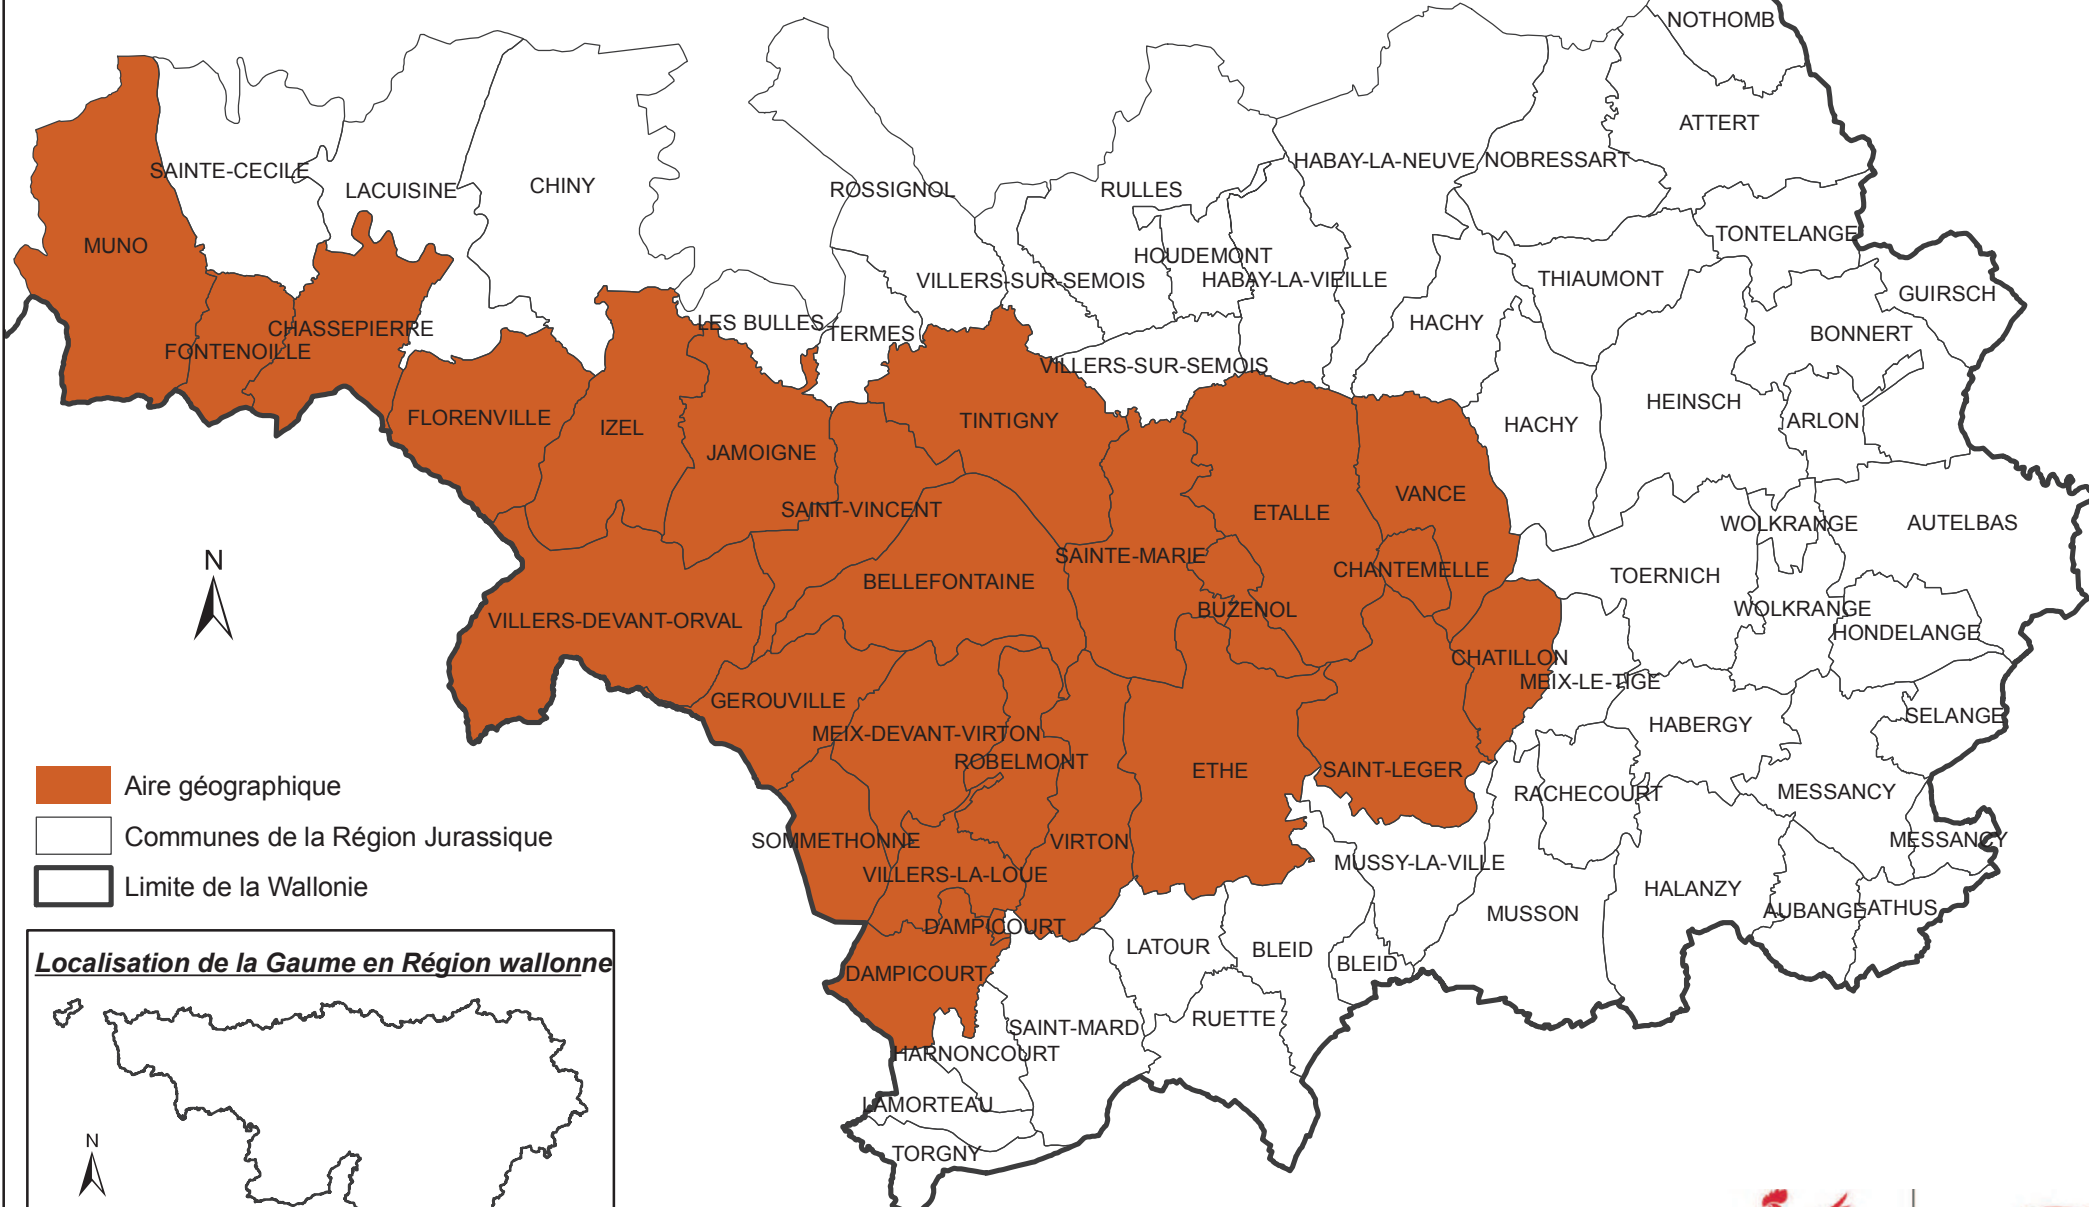 NOTHOMB
ATTERT
SAINTE-CECILE
LACUISINE
CHINY
ROSSIGNOL
RULLES
HABAY-LA-NEUVE
NOBRESSART
MUNO
VILLERS-SUR-SEMOIS
HOUDEMONT
HABAY-LA-VIEILLE
THIAUMONT
TONTELANGE
GUIRSCH
FONTENOILLE
CHASSEPIERRE
LES BULLES
TERMES
VILLERS-SUR-SEMOIS
HACHY
BONNERT
FLORENVILLE
IZEL
JAMOIGNE
TINTIGNY
HACHY
HEINSCH
ARLON
SAINT-VINCENT
ETALLE
VANCE
WOLKRANGE
AUTELBAS
N
BELLEFONTAINE
SAINTE-MARIE
CHANTEMELLE
TOERNICH
VILLERS-DEVANT-ORVAL
BUZENOL
WOLKRANGE
HONDELANGE
CHATILLON
MEIX-LE-TIGE
GEROUVILLE
MEIX-DEVANT-VIRTON
ROBELMONT
ETHE
SAINT-LEGER
HABERGY
SELANGE
RACHECOURT
MESSANCY
SOMMETHONNE
VIRTON
MESSANCY
VILLERS-LA-LOUE
MUSSY-LA-VILLE
HALANZY
MUSSON
AUBANGE
ATHUS
DAMPICOURT
LATOUR
BLEID
BLEID
DAMPICOURT
SAINT-MARD
RUETTE
HARNONCOURT
LAMORTEAU
TORGNY
Aire géographique
Communes de la Région Jurassique
Limite de la Wallonie
Localisation de la Gaume en Région wallonne
N